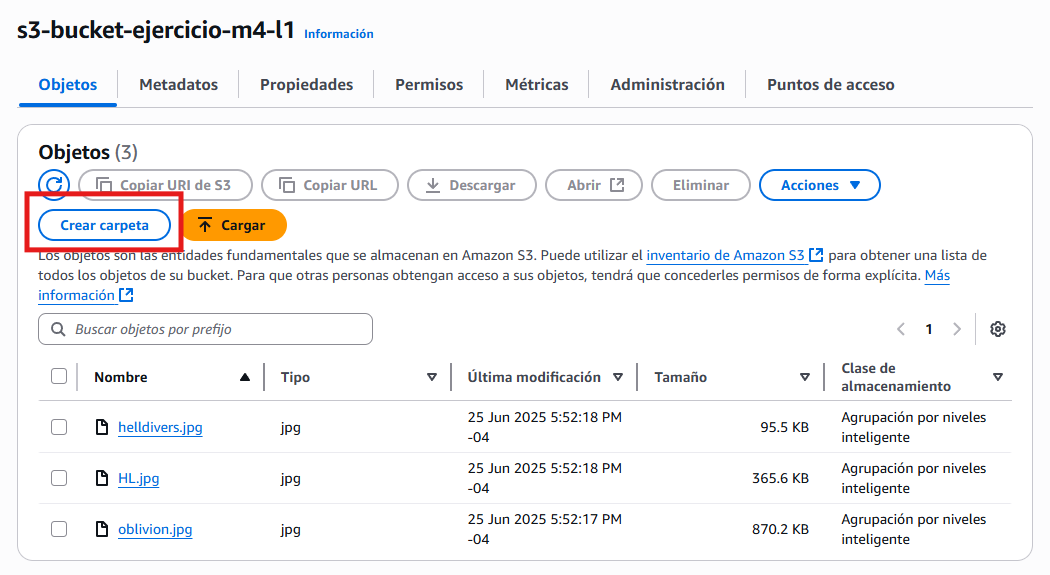 s3-bucket-ejercicio-m4-l1 Información
Objetos Metadatos Propiedades Permisos Métricas Administración Puntos de acceso
Objetos (3)
Copiar URI de S3 Copiar URL Descargar Abrir Eliminar Acciones
Crear carpeta Cargar
Los objetos son las entidades fundamentales que se almacenan en Amazon S3. Puede utilizar el inventario de Amazon S3 para obtener una lista de
todos los objetos de su bucket. Para que otras personas obtengan acceso a sus objetos, tendrá que concederles permisos de forma explícita. Más
información
Buscar objetos por prefijo 1
Nombre Tipo Última modificación Tamaño Clase de
almacenamiento
helldivers.jpg jpg 25 Jun 2025 5:52:18 PM 95.5 KB Agrupación por niveles
-04 inteligente
HL.jpg jpg 25 Jun 2025 5:52:18 PM 365.6 KB Agrupación por niveles
-04 inteligente
oblivion.jpg jpg 25 Jun 2025 5:52:17 PM 870.2 KB Agrupación por niveles
-04 inteligente